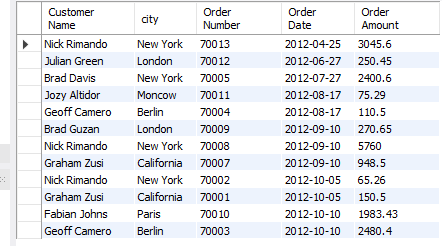 Customer Name city Order Number Order Date Order Amount
Nick Rimando New York 70013 2012-04-25 3045.6
Julian Green London 70012 2012-06-27 250.45
Brad Davis New York 70005 2012-07-27 2400.6
Jozy Altidor Moncow 70011 2012-08-17 75.29
Geoff Camero Berlin 70004 2012-08-17 110.5
Brad Guzan London 70009 2012-09-10 270.65
Nick Rimando New York 70008 2012-09-10 5760
Graham Zusi California 70007 2012-09-10 948.5
Nick Rimando New York 70002 2012-10-05 65.26
Graham Zusi California 70001 2012-10-05 150.5
Fabian Johns Paris 70010 2012-10-10 1983.43
Geoff Camero Berlin 70003 2012-10-10 2480.4